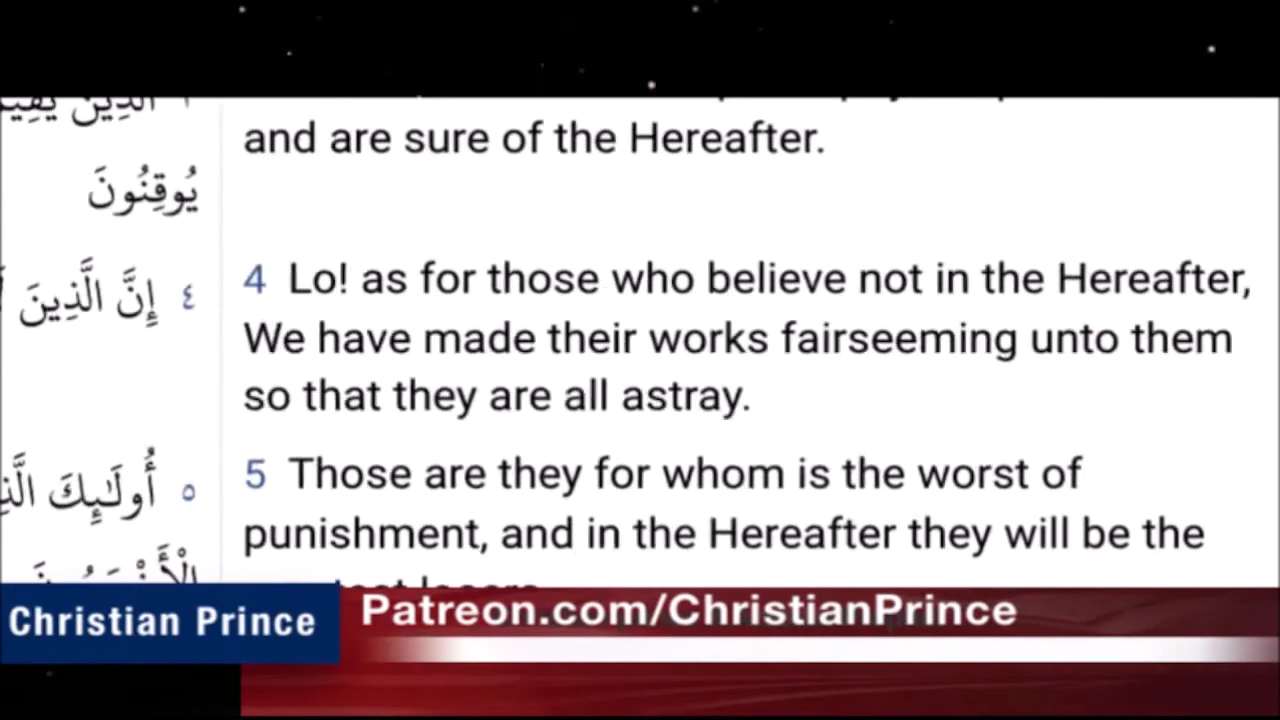 and are sure of the Hereafter.
يُوقِنُونَ
4 Lo! as for those who believe not in the Hereafter,
٤ إِنَّ الَّذِينَ
We have made their works fairseeming unto them
so that they are all astray.
5 Those are they for whom is the worst of
٥ أُولَٰئِكَ
punishment, and in the Hereafter they will be the
Christian Prince
Patreon.com/ChristianPrince